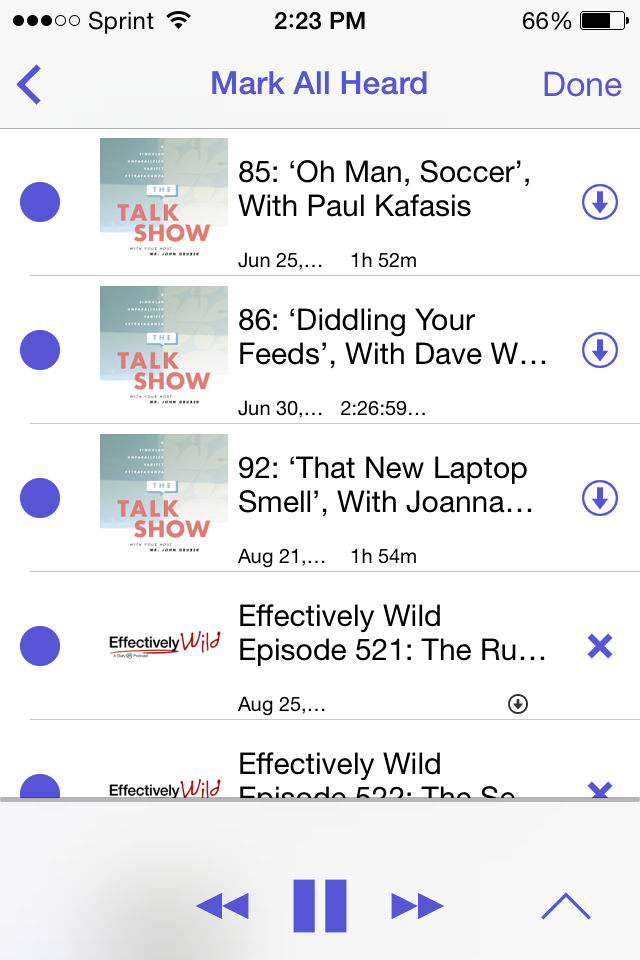 Sprint 2:23 PM 66%
Mark All Heard Done
THE
TALK
SHOW
WITH YOUR HOST
MR. JOHN GRUBER
85: ‘Oh Man, Soccer’,
With Paul Kafasis
Jun 25,... 1h 52m
THE
TALK
SHOW
WITH YOUR HOST
MR. JOHN GRUBER
86: ‘Diddling Your
Feeds’, With Dave W...
Jun 30,... 2:26:59...
THE
TALK
SHOW
WITH YOUR HOST
MR. JOHN GRUBER
92: ‘That New Laptop
Smell’, With Joanna...
Aug 21,... 1h 54m
Effectively Wild
A Daily Podcast
Effectively Wild
Episode 521: The Ru...
Aug 25,...
Effectively Wild
Effectively Wild
Episode 522: The Se